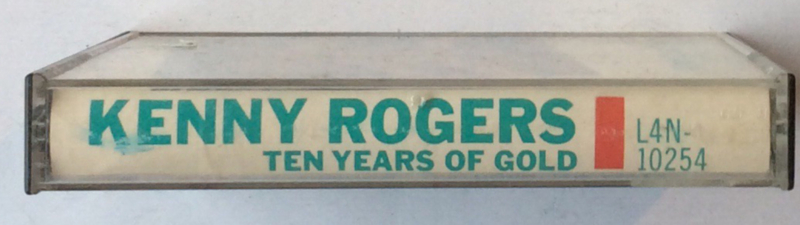 KENNY ROGERS
TEN YEARS OF GOLD
L4N-
10254